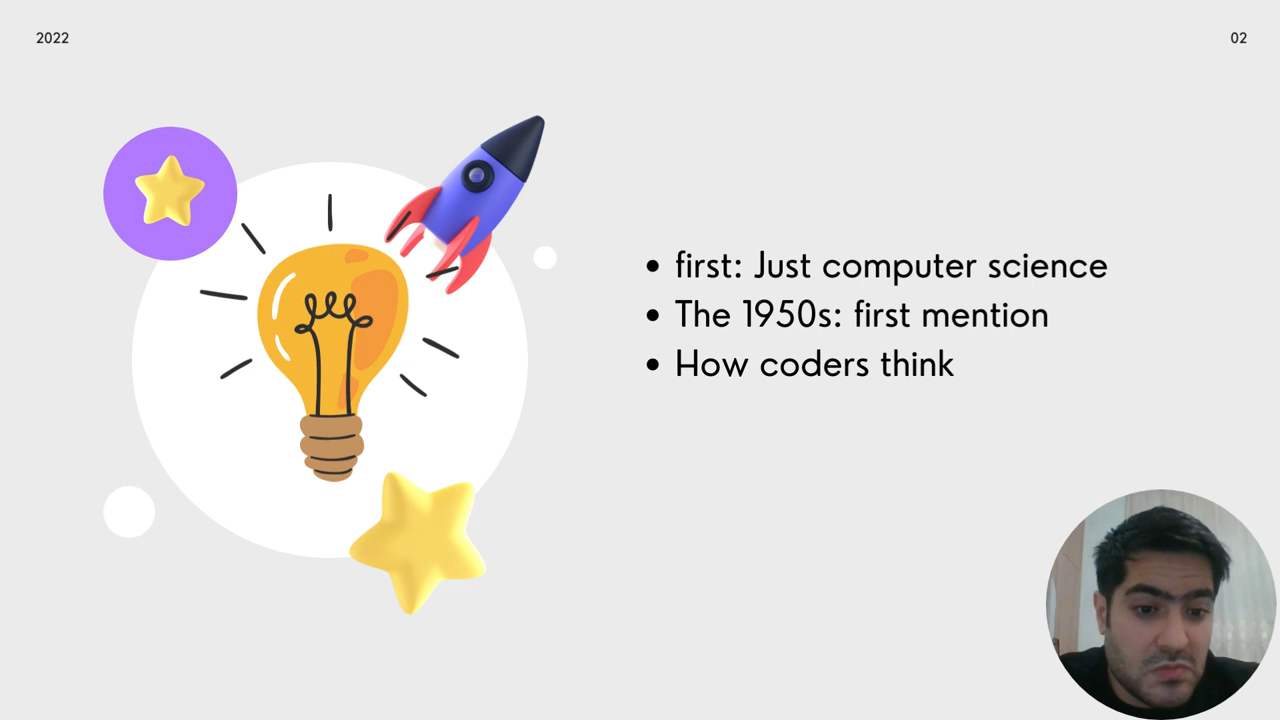 2022
02
• first: Just computer science
• The 1950s: first mention
• How coders think